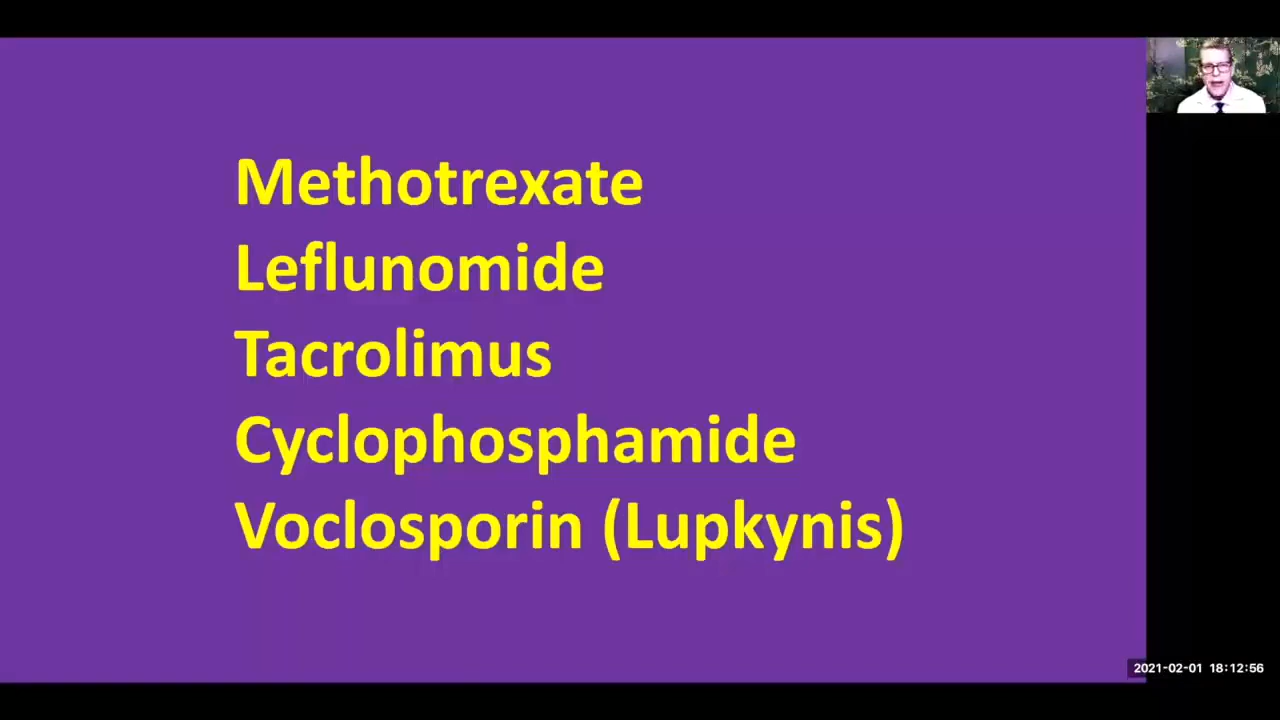 Methotrexate
Leflunomide
Tacrolimus
Cyclophosphamide
Voclosporin (Lupkynis)
2021-02-01 18:12:56